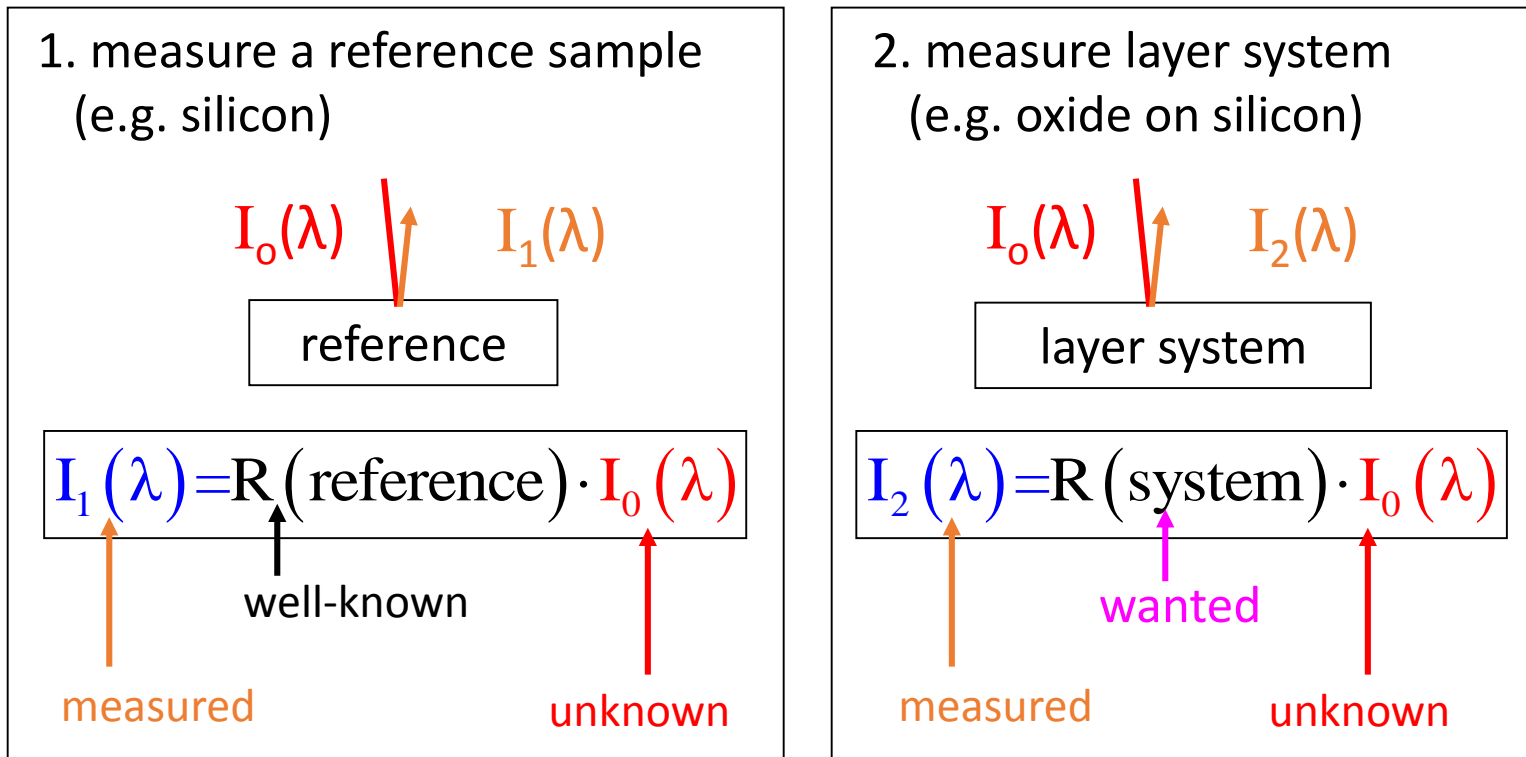 1. measure a reference sample
(e.g. silicon)
Iₒ(λ) I₁(λ)
reference
I₁(λ)=R(reference)·I₀(λ)
well-known
measured
unknown
2. measure layer system
(e.g. oxide on silicon)
Iₒ(λ) I₂(λ)
layer system
I₂(λ)=R(system)·I₀(λ)
wanted
measured
unknown